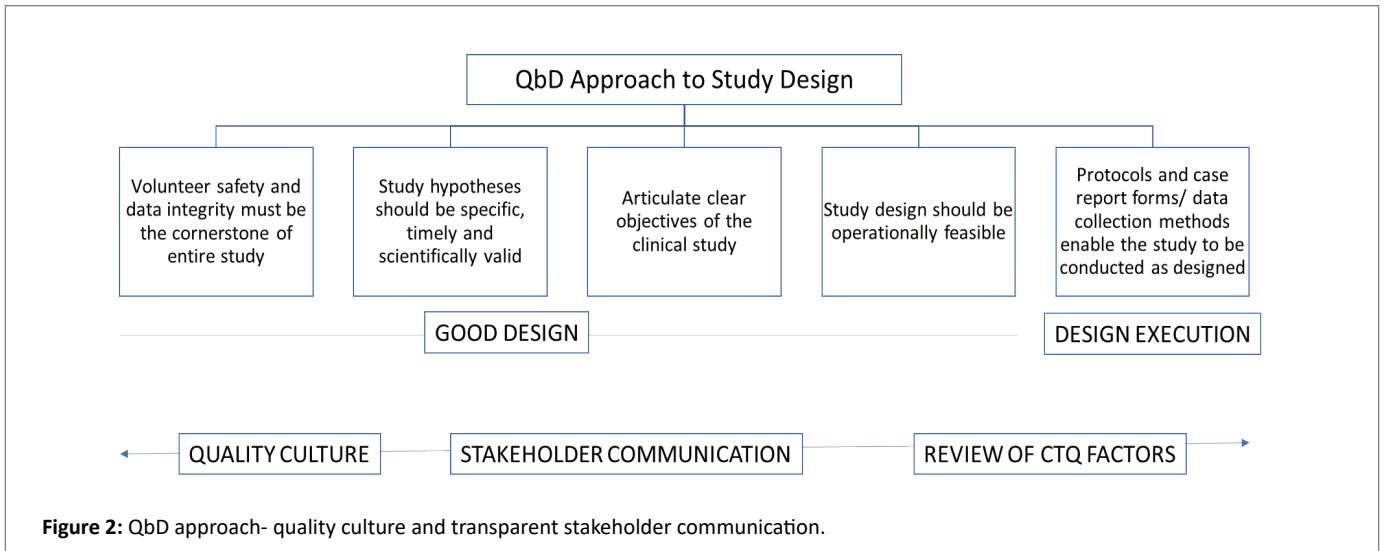 QbD Approach to Study Design
Volunteer safety and
data integrity must be
the cornerstone of
entire study
Study hypotheses
should be specific,
timely and
scientifically valid
Articulate clear
objectives of the
clinical study
Study design should be
operationally feasible
Protocols and case
report forms/ data
collection methods
enable the study to be
conducted as designed
GOOD DESIGN
DESIGN EXECUTION
QUALITY CULTURE
STAKEHOLDER COMMUNICATION
REVIEW OF CTQ FACTORS
Figure 2: QbD approach- quality culture and transparent stakeholder communication.